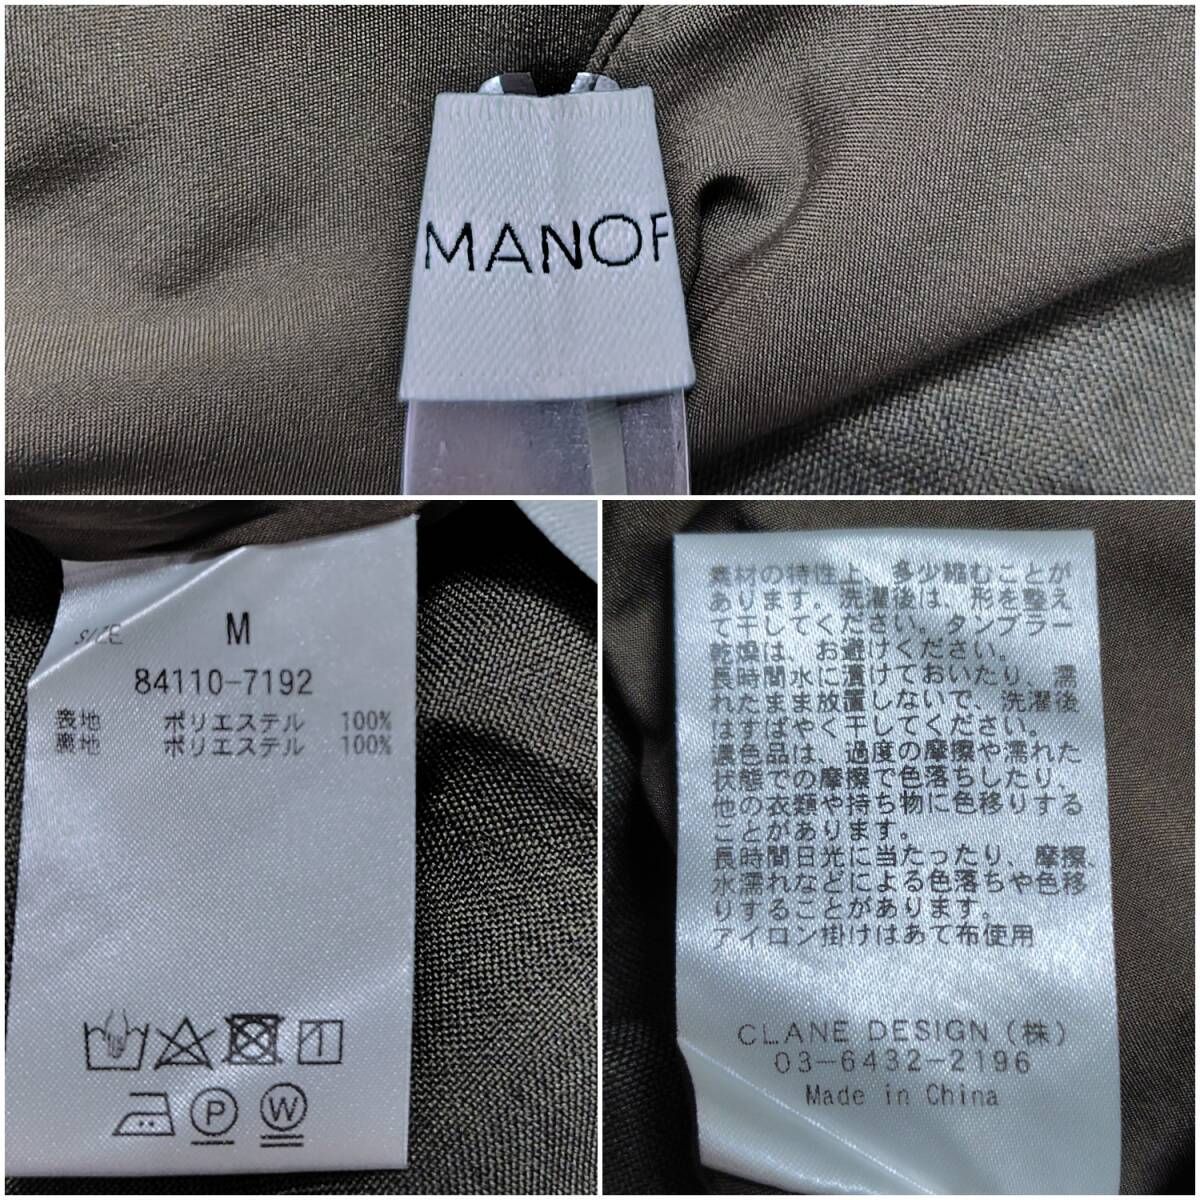 MANOF
SIZE M
84110-7192
表地 ポリエステル 100%
裏地 ポリエステル 100%
P
W
素材の特性上、多少縮むことが
あります。洗濯後は、形を整え
て干してください。タンブラー
乾燥は、お避けください。
長時間水に漬けておいたり、濡
れたまま放置しないで、洗濯後
はすばやく干してください。
濃色品は、過度の摩擦や濡れた
状態での摩擦で色落ちしたり、
他の衣類や持ち物に色移りする
ことがあります。
長時間日光に当たったり、摩擦、
水濡れなどによる色落ちや色移
りすることがあります。
アイロン掛けはあて布使用
CLANE DESIGN (株)
03-6432-2196
Made in China